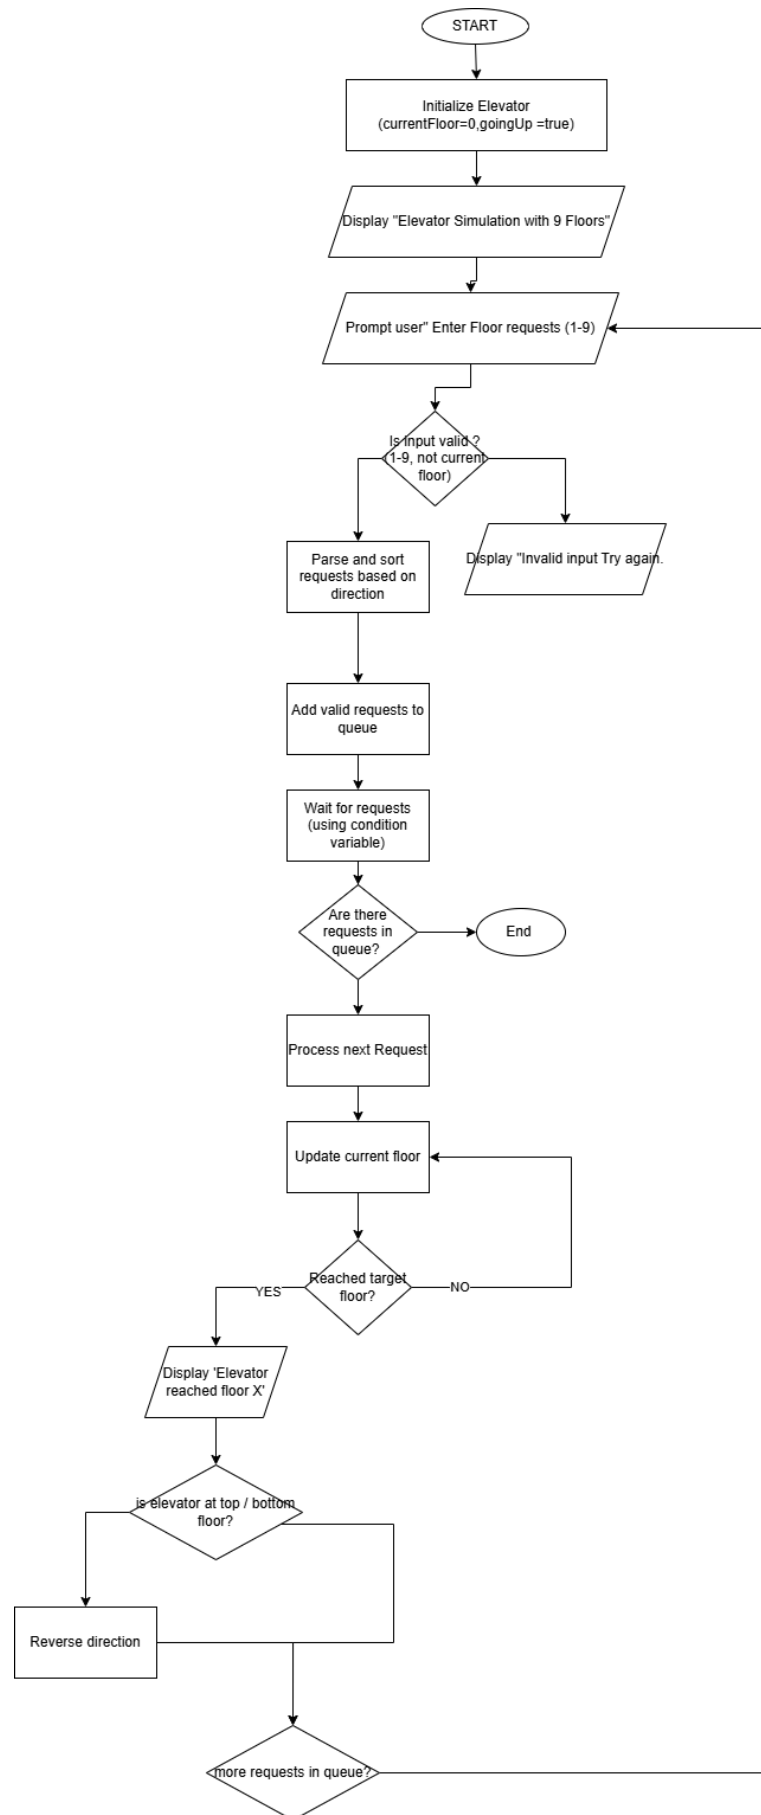 START
Initialize Elevator
(currentFloor=0,goingUp =true)
Display "Elevator Simulation with 9 Floors"
Prompt user" Enter Floor requests (1-9)
Is Input valid ?
(1-9, not current
floor)
Parse and sort
requests based on
direction
Display "Invalid input Try again.
Add valid requests to
queue
Wait for requests
(using condition
variable)
Are there
requests in
queue?
End
Process next Request
Update current floor
Reached target
floor?
YES
NO
Display 'Elevator
reached floor X'
is elevator at top / bottom
floor?
Reverse direction
more requests in queue?